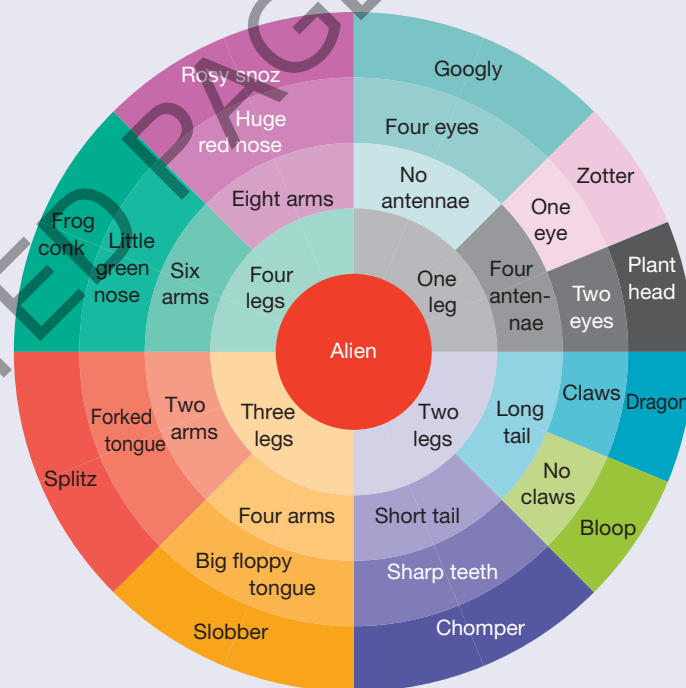 Rosy snoz
Googly
Huge
red nose
Four eyes
Zotter
Eight arms
No
antennae
One
eye
Plant
head
Frog
conk
Little
green
nose
Six
arms
Four
legs
One
leg
Four
anten-
nae
Two
eyes
Alien
Splitz
Forked
tongue
Two
arms
Three
legs
Two
legs
Long
tail
Claws
Dragon
No
claws
Bloop
Four arms
Short tail
Big floppy
tongue
Sharp teeth
Slobber
Chomper
ED PAGE